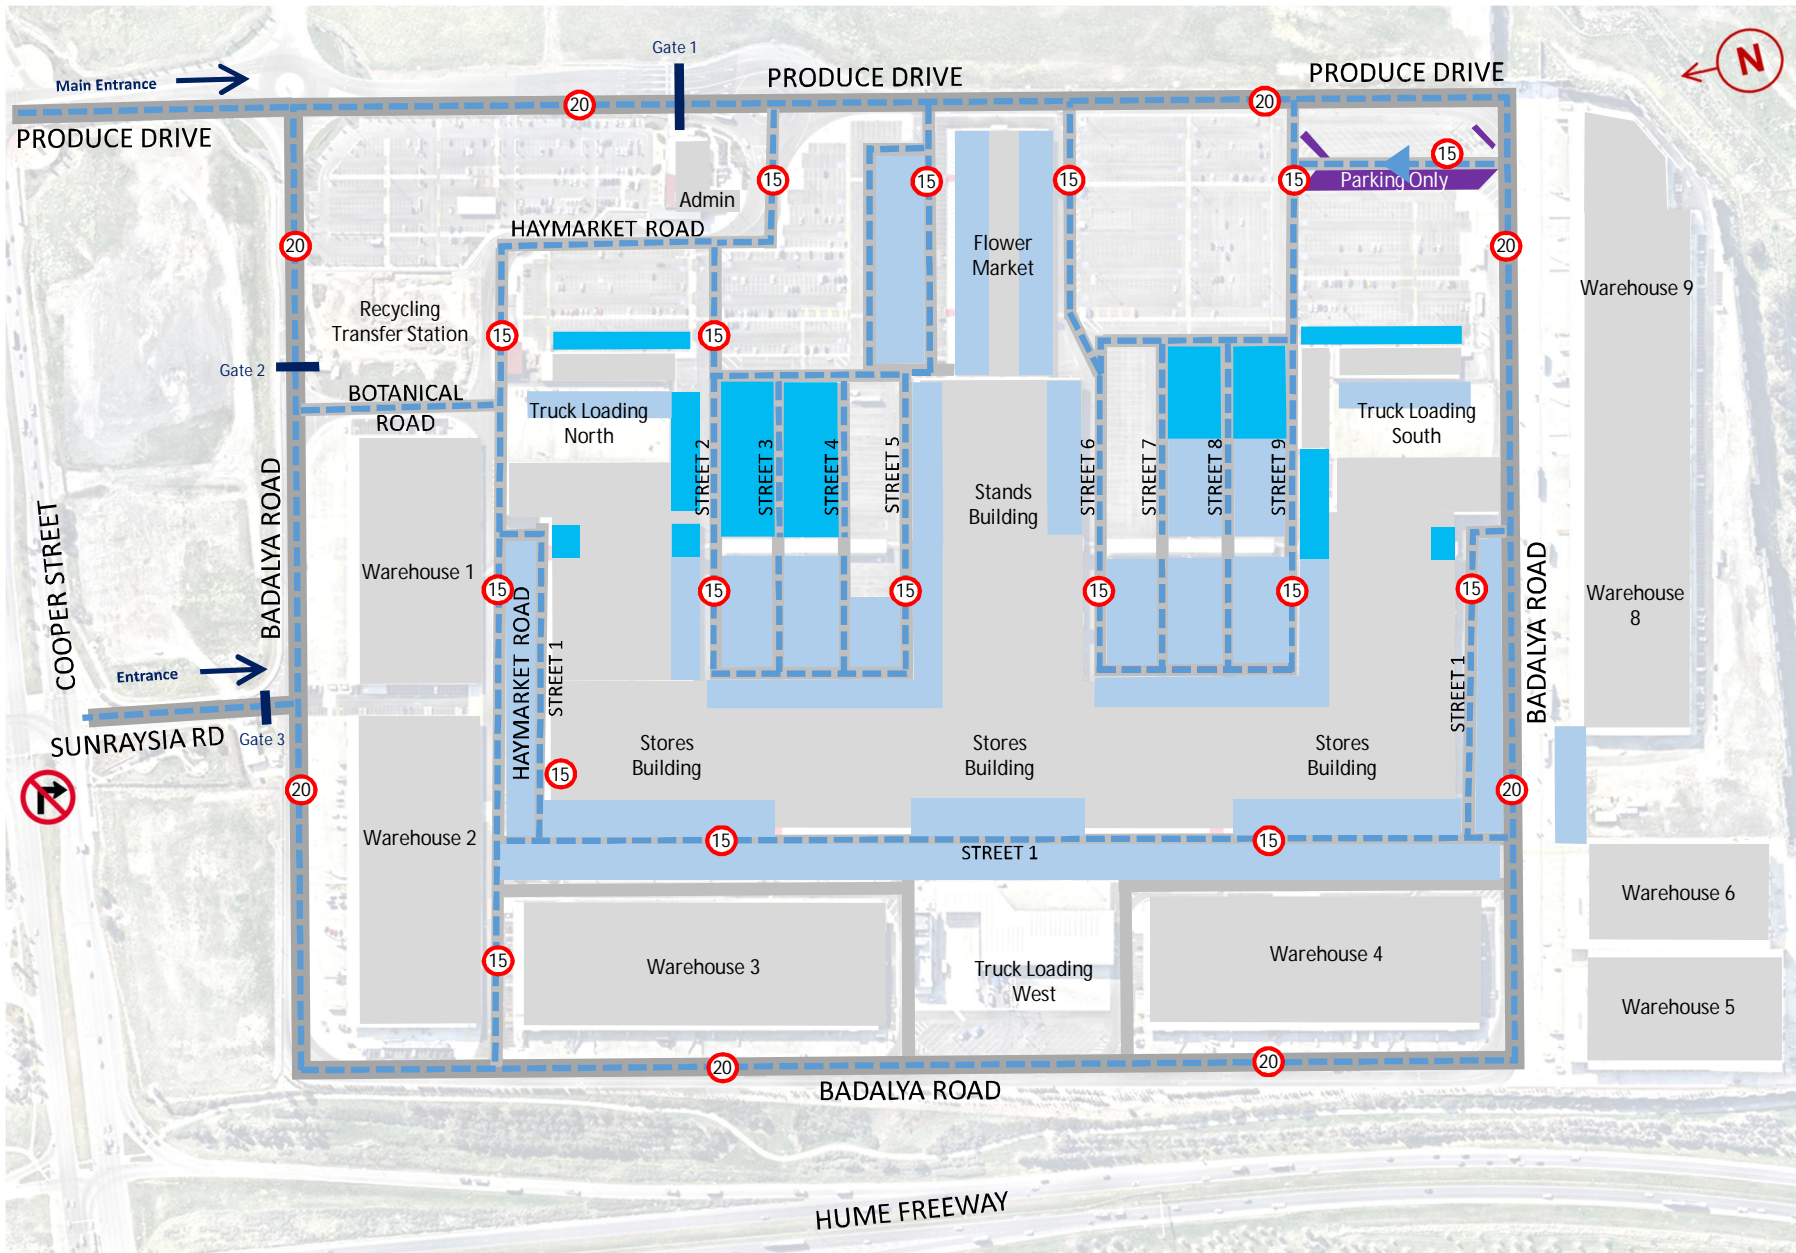 Gate 1
Main Entrance
PRODUCE DRIVE
PRODUCE DRIVE
N
20
20
PRODUCE DRIVE
15
Parking Only
15
15
15
15
15
Admin
HAYMARKET ROAD
20
20
Flower
Market
Warehouse 9
Recycling
Transfer Station
15
15
Gate 2
BOTANICAL
ROAD
Truck Loading
North
Truck Loading
South
STREET 2
STREET 3
STREET 4
STREET 5
STREET 6
STREET 7
STREET 8
STREET 9
Stands
Building
COOPER STREET
BADALYA ROAD
Warehouse 1
15
HAYMARKET ROAD
STREET 1
15
15
15
15
15
STREET 1
BADALYA ROAD
Warehouse
8
Entrance
SUNRAYSIA RD
Gate 3
Stores
Building
Stores
Building
Stores
Building
15
20
20
Warehouse 2
15
STREET 1
15
Warehouse 6
15
Warehouse 3
Truck Loading
West
Warehouse 4
Warehouse 5
20
20
BADALYA ROAD
HUME FREEWAY